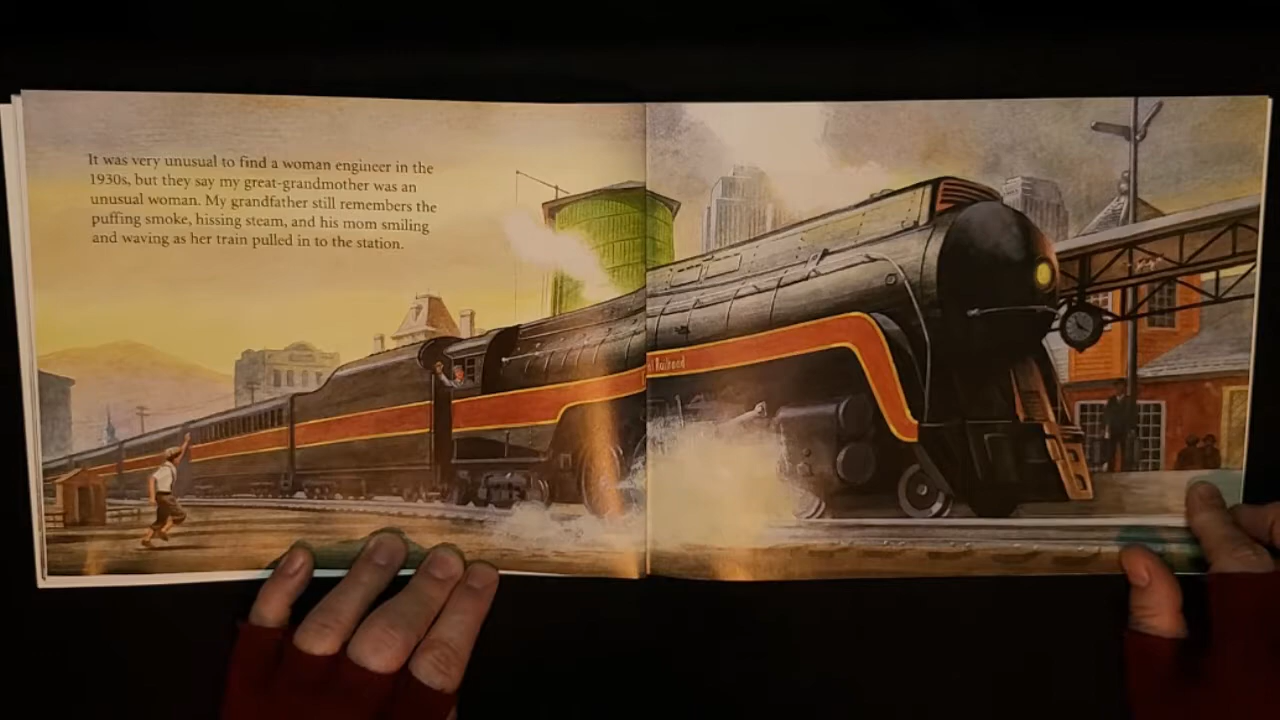 It was very unusual to find a woman engineer in the
1930s, but they say my great-grandmother was an
unusual woman. My grandfather still remembers the
puffing smoke, hissing steam, and his mom smiling
and waving as her train pulled in to the station.
Railroad